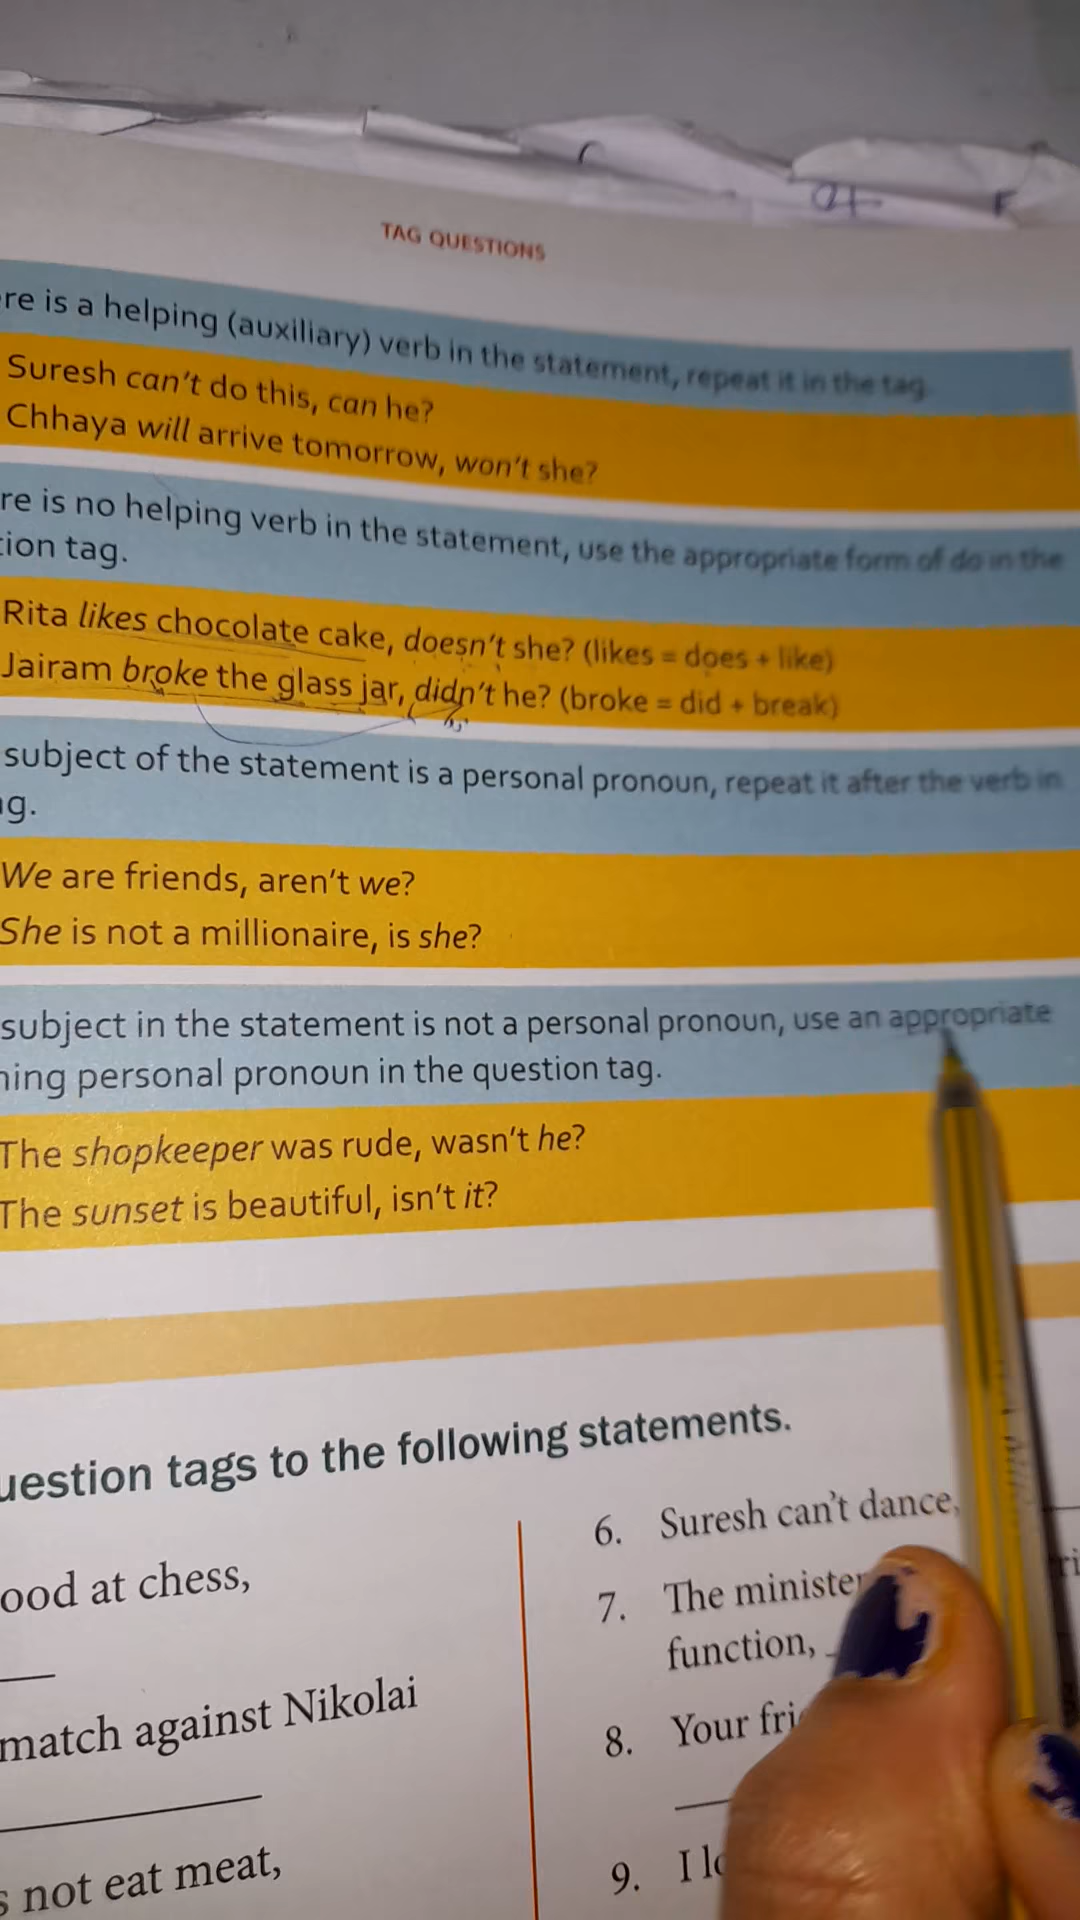 TAG QUESTIONS
re is a helping (auxiliary) verb in the statement, repeat it in the tag.
Suresh can't do this, can he?
Chhaya will arrive tomorrow, won't she?
re is no helping verb in the statement, use the appropriate form of do in the
tion tag.
Rita likes chocolate cake, doesn't she? (likes = does + like)
Jairam broke the glass jar, didn't he? (broke = did + break)
subject of the statement is a personal pronoun, repeat it after the verb in
g.
We are friends, aren't we?
She is not a millionaire, is she?
subject in the statement is not a personal pronoun, use an appropriate
ning personal pronoun in the question tag.
The shopkeeper was rude, wasn't he?
The sunset is beautiful, isn't it?
uestion tags to the following statements.
ood at chess,
match against Nikolai
s not eat meat,
6. Suresh can't dance,
7. The minister
function,
8. Your fri
9. I lo